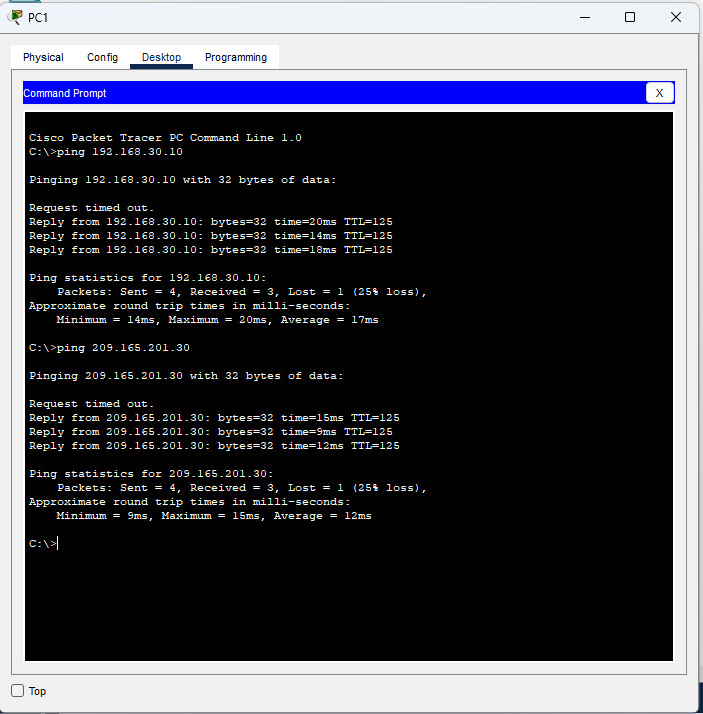 PC1
Physical Config Desktop Programming
Command Prompt
X
Cisco Packet Tracer PC Command Line 1.0
C:\>ping 192.168.30.10
Pinging 192.168.30.10 with 32 bytes of data:
Request timed out.
Reply from 192.168.30.10: bytes=32 time=20ms TTL=125
Reply from 192.168.30.10: bytes=32 time=14ms TTL=125
Reply from 192.168.30.10: bytes=32 time=18ms TTL=125
Ping statistics for 192.168.30.10:
Packets: Sent = 4, Received = 3, Lost = 1 (25% loss),
Approximate round trip times in milli-seconds:
Minimum = 14ms, Maximum = 20ms, Average = 17ms
C:\>ping 209.165.201.30
Pinging 209.165.201.30 with 32 bytes of data:
Request timed out.
Reply from 209.165.201.30: bytes=32 time=15ms TTL=125
Reply from 209.165.201.30: bytes=32 time=9ms TTL=125
Reply from 209.165.201.30: bytes=32 time=12ms TTL=125
Ping statistics for 209.165.201.30:
Packets: Sent = 4, Received = 3, Lost = 1 (25% loss),
Approximate round trip times in milli-seconds:
Minimum = 9ms, Maximum = 15ms, Average = 12ms
C:\>
Top